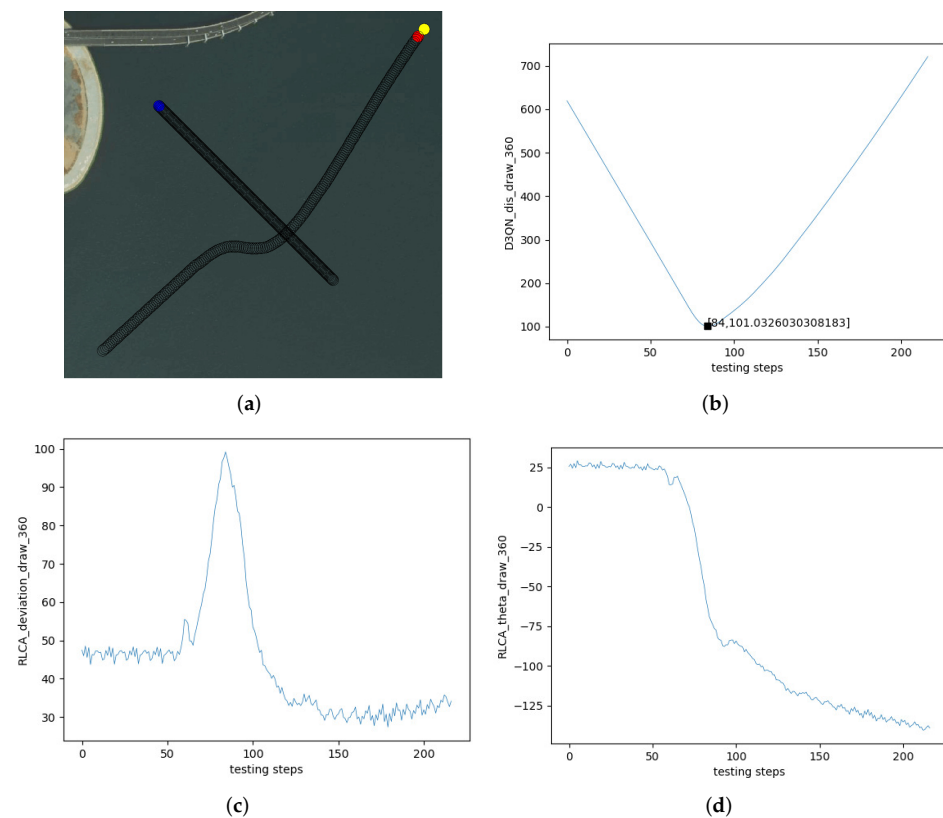 (a)
700
600
500
400
300
200
100
D3QN_dis_draw_360
[84,101.0326030308183]
0 50 100 150 200
testing steps
(b)
100
90
80
70
60
50
40
30
RLCA_deviation_draw_360
0 50 100 150 200
testing steps
(c)
25
0
−25
−50
−75
−100
−125
RLCA_theta_draw_360
0 50 100 150 200
testing steps
(d)